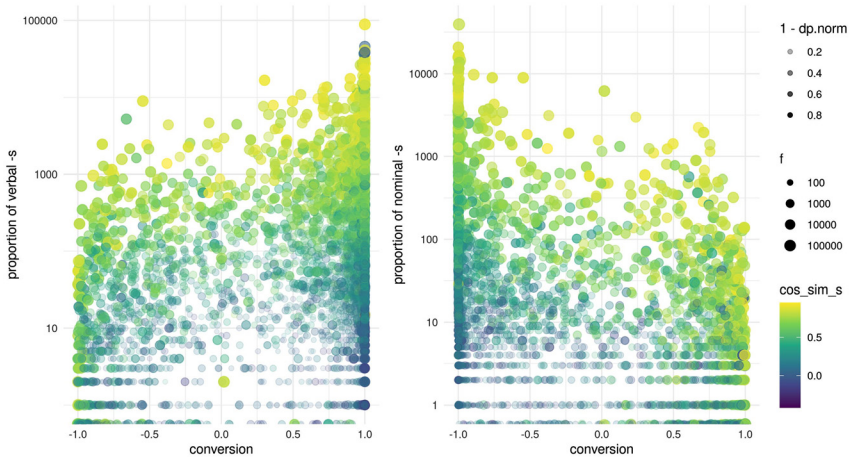 proportion of verbal -s
100000
1000
10
-1.0 -0.5 0.0 0.5 1.0
conversion
proportion of nominal -s
10000
1000
100
10
1
-1.0 -0.5 0.0 0.5 1.0
conversion
1 - dp.norm
0.2
0.4
0.6
0.8
f
100
1000
10000
100000
cos_sim_s
0.5
0.0